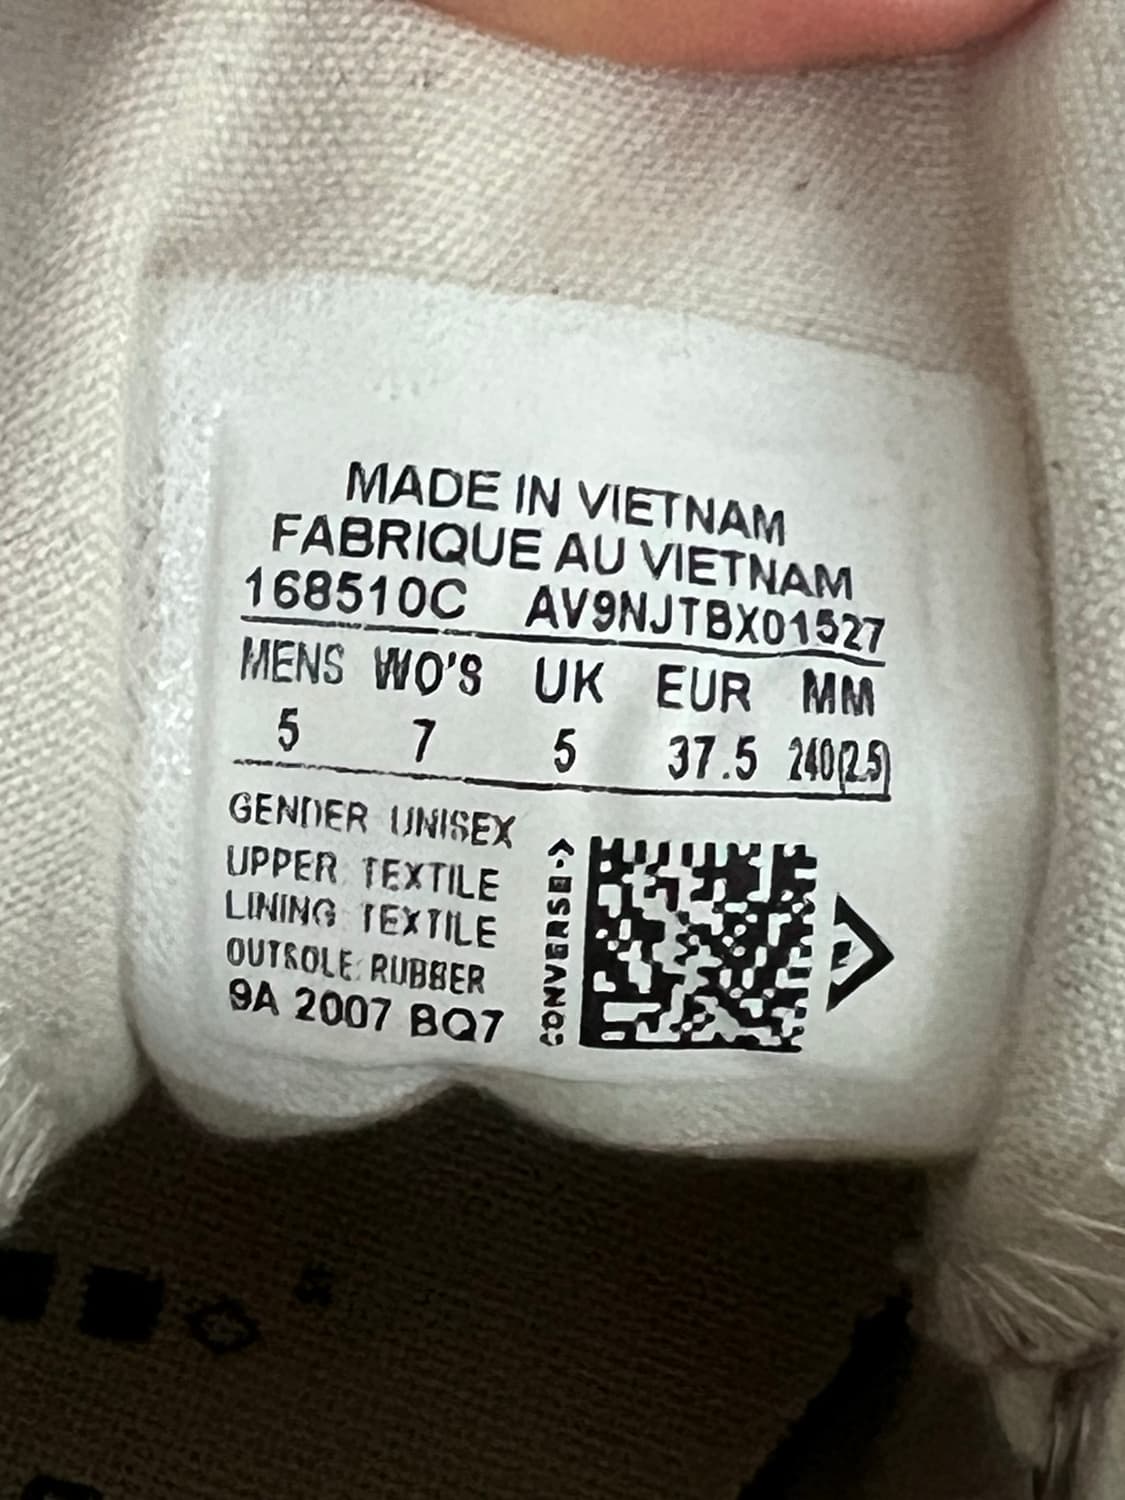 MADE IN VIETNAM
FABRIQUE AU VIETNAM
168510C AV9NJTBX01527
MENS WO'S UK EUR MM
5 7 5 37.5 240(2.5)
GENDER UNISEX
UPPER TEXTILE
LINING TEXTILE
OUTSOLE: RUBBER
9A 2007 BQ7
CONVERSE